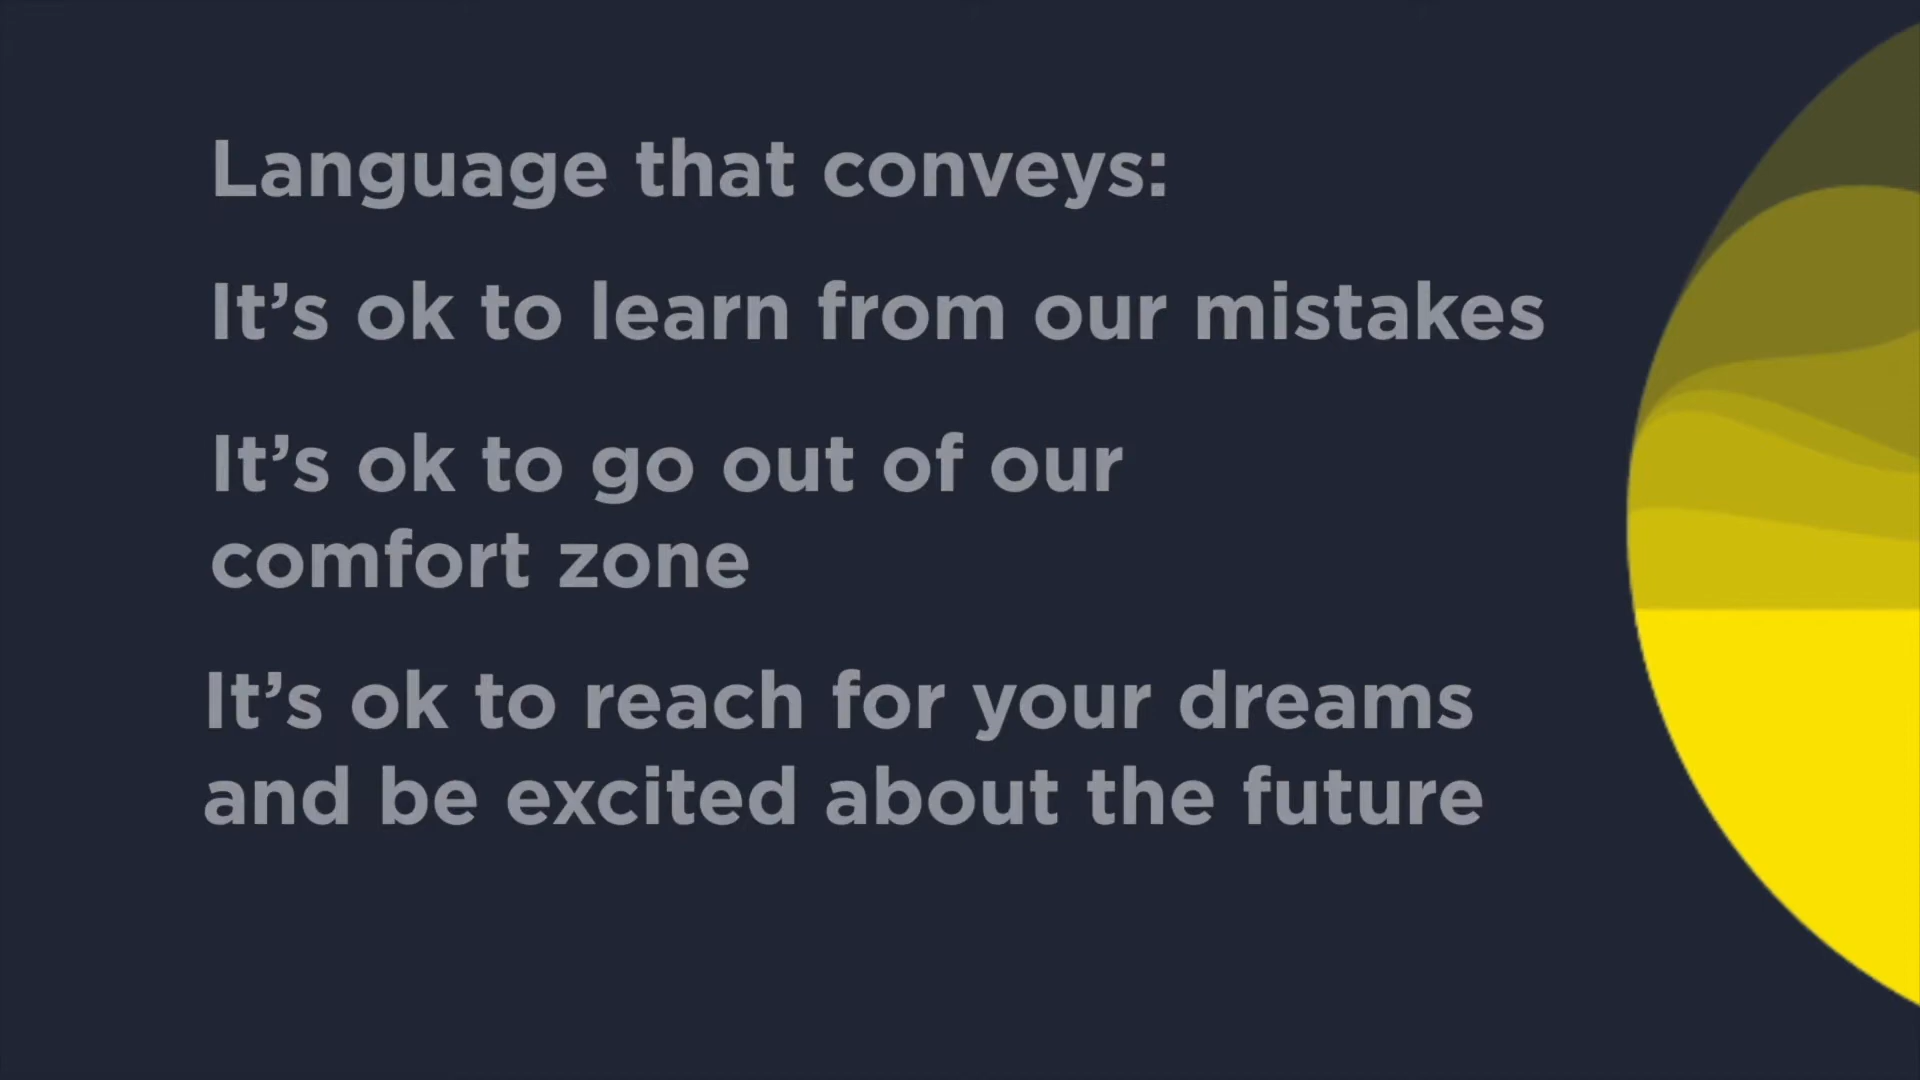 Language that conveys:
It’s ok to learn from our mistakes
It’s ok to go out of our
comfort zone
It’s ok to reach for your dreams
and be excited about the future